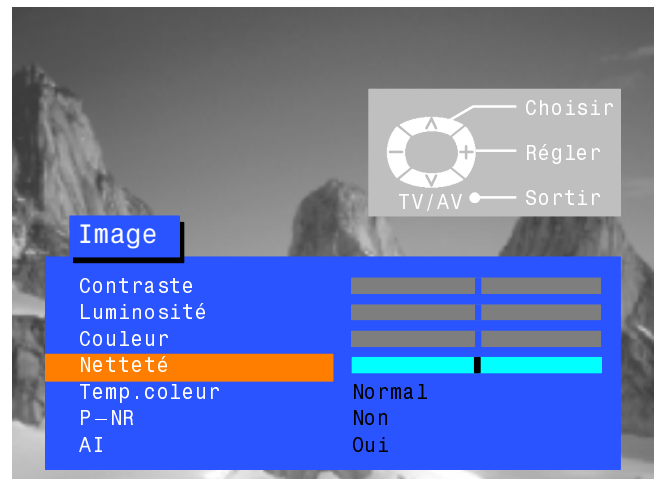 Choisir
Régler
TV/AV Sortir
Image
Contraste
Luminosité
Couleur
Netteté
Temp.coleur Normal
P–NR Non
AI Oui